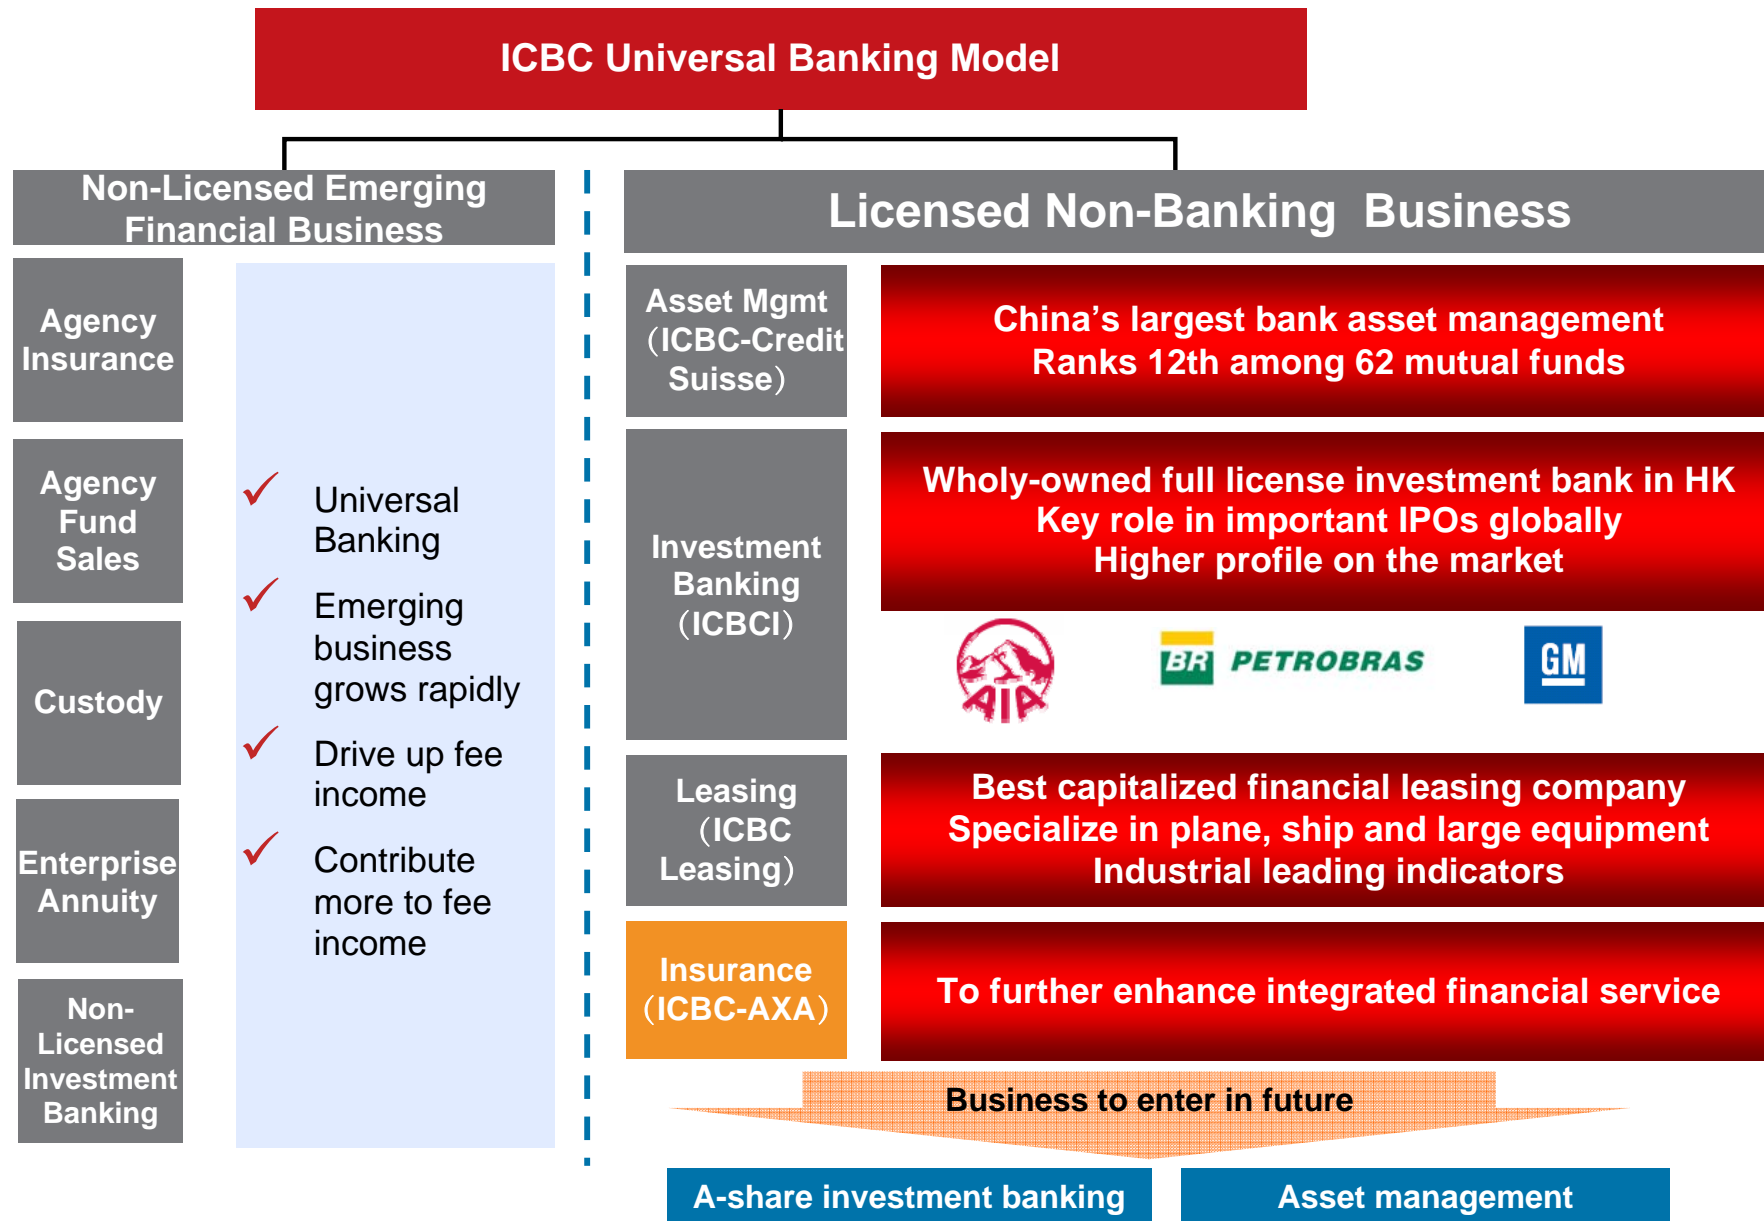 ICBC Universal Banking Model
Non-Licensed Emerging
Financial Business
Agency
Insurance
Agency
Fund
Sales
Custody
Enterprise
Annuity
Non-
Licensed
Investment
Banking
✓ Universal
Banking
✓ Emerging
business
grows rapidly
✓ Drive up fee
income
✓ Contribute
more to fee
income
Licensed Non-Banking  Business
Asset Mgmt
（ICBC-Credit
Suisse）
China’s largest bank asset management
Ranks 12th among 62 mutual funds
Investment
Banking
（ICBCI）
Wholy-owned full license investment bank in HK
Key role in important IPOs globally
Higher profile on the market
AIA
BR PETROBRAS
GM
Leasing
（ICBC
Leasing）
Best capitalized financial leasing company
Specialize in plane, ship and large equipment
Industrial leading indicators
Insurance
（ICBC-AXA）
To further enhance integrated financial service
Business to enter in future
A-share investment banking
Asset management